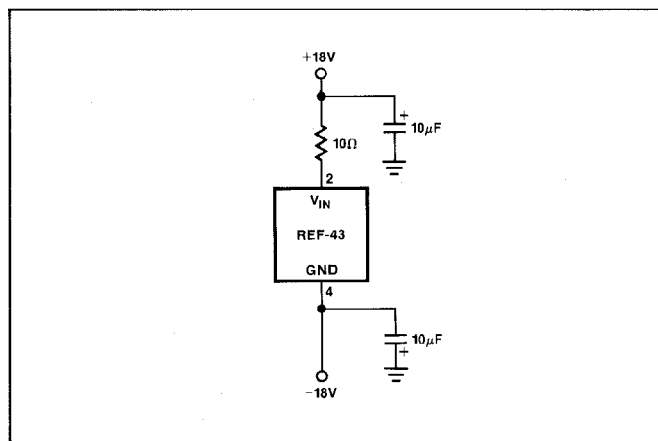 +18V
+
10µF
10Ω
2
VIN
REF-43
GND
4
10µF
+
−18V